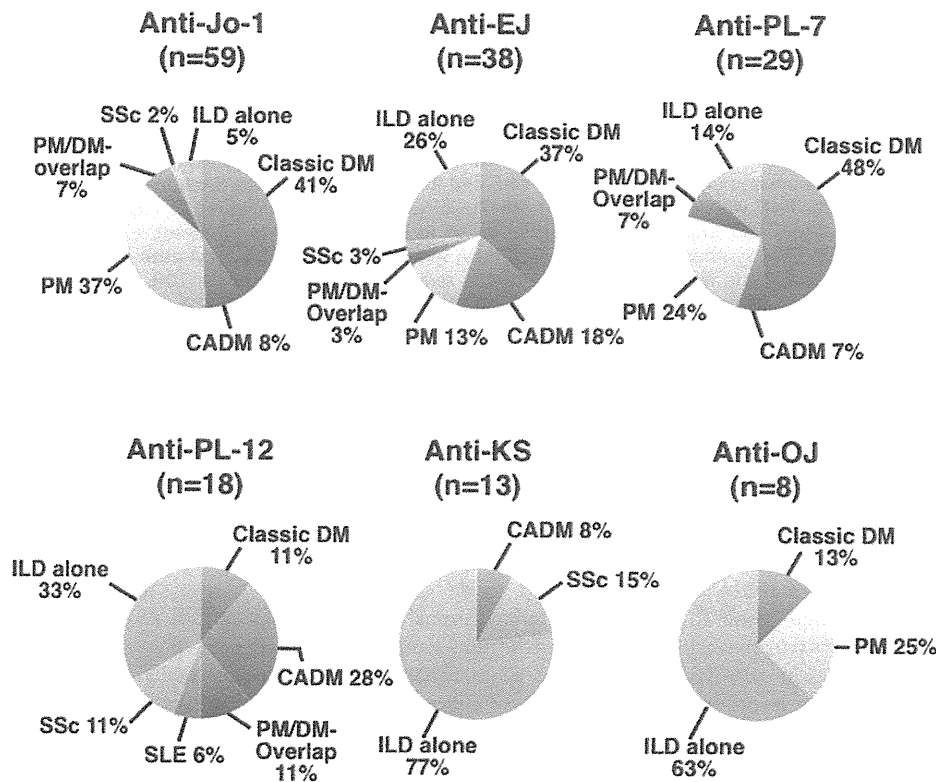 Anti-Jo-1
(n=59)
SSc 2%
ILD alone
5%
PM/DM-
overlap
7%
Classic DM
41%
PM 37%
CADM 8%
Anti-EJ
(n=38)
ILD alone
26%
Classic DM
37%
SSc 3%
PM/DM-
Overlap
3%
PM 13%
CADM 18%
Anti-PL-7
(n=29)
ILD alone
14%
Classic DM
48%
PM/DM-
Overlap
7%
PM 24%
CADM 7%
Anti-PL-12
(n=18)
Classic DM
11%
ILD alone
33%
CADM 28%
SSc 11%
SLE 6%
PM/DM-
Overlap
11%
Anti-KS
(n=13)
CADM 8%
SSc 15%
ILD alone
77%
Anti-OJ
(n=8)
Classic DM
13%
PM 25%
ILD alone
63%